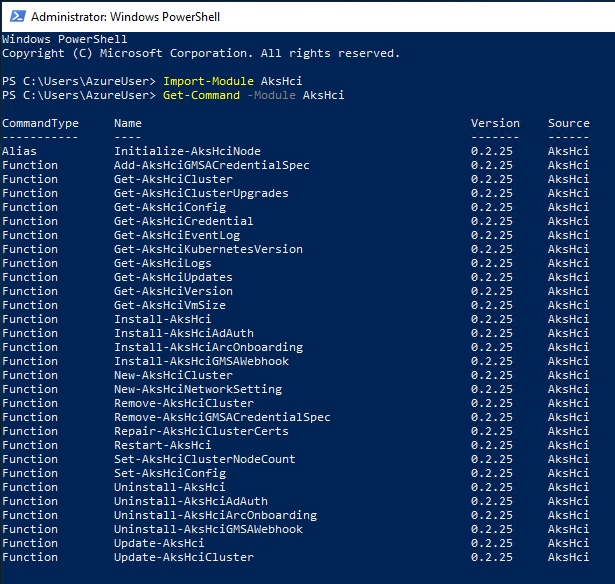 Administrator: Windows PowerShell
Windows PowerShell
Copyright (C) Microsoft Corporation. All rights reserved.
PS C:\Users\AzureUser> Import-Module AksHci
PS C:\Users\AzureUser> Get-Command -Module AksHci
CommandType Name Version Source
----------- ---- ------- ------
Alias Initialize-AksHciNode 0.2.25 AksHci
Function Add-AksHciGMSACredentialSpec 0.2.25 AksHci
Function Get-AksHciCluster 0.2.25 AksHci
Function Get-AksHciClusterUpgrades 0.2.25 AksHci
Function Get-AksHciConfig 0.2.25 AksHci
Function Get-AksHciCredential 0.2.25 AksHci
Function Get-AksHciEventLog 0.2.25 AksHci
Function Get-AksHciKubernetesVersion 0.2.25 AksHci
Function Get-AksHciLogs 0.2.25 AksHci
Function Get-AksHciUpdates 0.2.25 AksHci
Function Get-AksHciVersion 0.2.25 AksHci
Function Get-AksHciVmSize 0.2.25 AksHci
Function Install-AksHci 0.2.25 AksHci
Function Install-AksHciAdAuth 0.2.25 AksHci
Function Install-AksHciArcOnboarding 0.2.25 AksHci
Function Install-AksHciGMSAWebhook 0.2.25 AksHci
Function New-AksHciCluster 0.2.25 AksHci
Function New-AksHciNetworkSetting 0.2.25 AksHci
Function Remove-AksHciCluster 0.2.25 AksHci
Function Remove-AksHciGMSACredentialSpec 0.2.25 AksHci
Function Repair-AksHciClusterCerts 0.2.25 AksHci
Function Restart-AksHci 0.2.25 AksHci
Function Set-AksHciClusterNodeCount 0.2.25 AksHci
Function Set-AksHciConfig 0.2.25 AksHci
Function Uninstall-AksHci 0.2.25 AksHci
Function Uninstall-AksHciAdAuth 0.2.25 AksHci
Function Uninstall-AksHciArcOnboarding 0.2.25 AksHci
Function Uninstall-AksHciGMSAWebhook 0.2.25 AksHci
Function Update-AksHci 0.2.25 AksHci
Function Update-AksHciCluster 0.2.25 AksHci